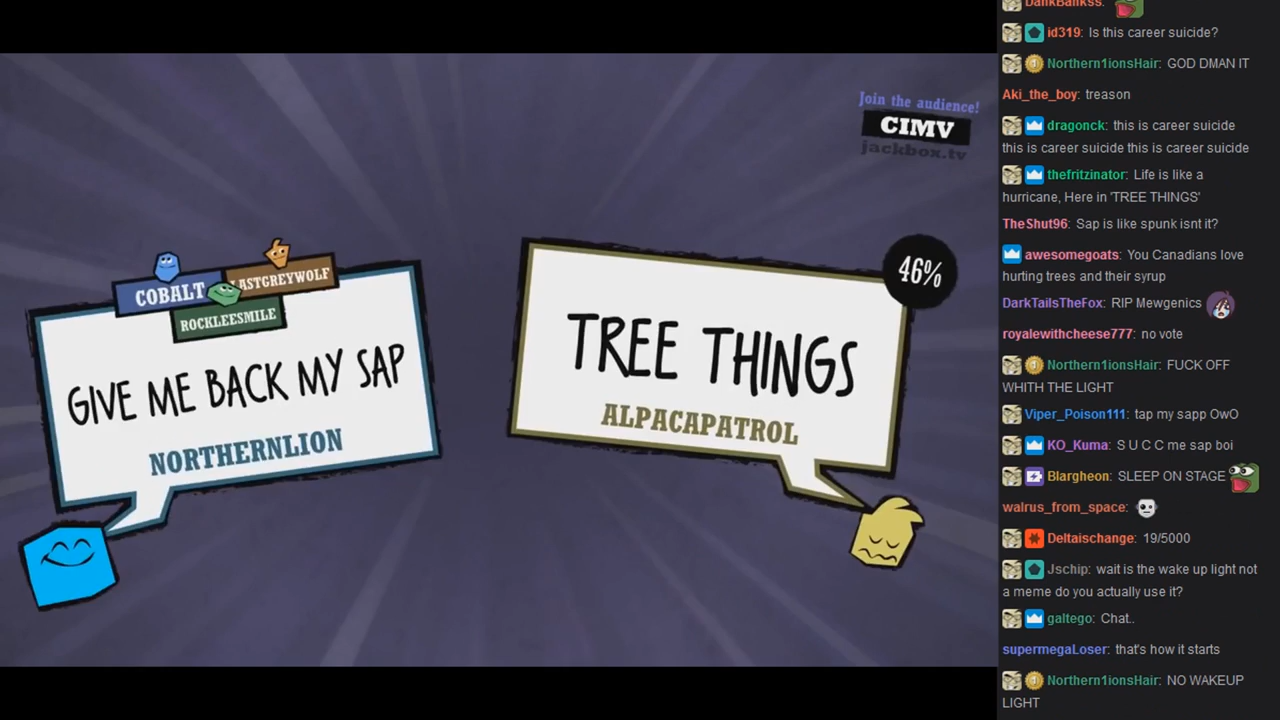 Join the audience!
CIMV
jackbox.tv
COBALT
LASTGREYWOLF
ROCKLEESMILE
GIVE ME BACK MY SAP
NORTHERNLION
46%
TREE THINGS
ALPACAPATROL
DankBankss:
id319: Is this career suicide?
Northern1ionsHair: GOD DMAN IT
Aki_the_boy: treason
dragonck: this is career suicide
this is career suicide this is career suicide
thefritzinator: Life is like a
hurricane, Here in 'TREE THINGS'
TheShut96: Sap is like spunk isnt it?
awesomegoats: You Canadians love
hurting trees and their syrup
DarkTailsTheFox: RIP Mewgenics
royalewithcheese777: no vote
Northern1ionsHair: FUCK OFF
WHITH THE LIGHT
Viper_Poison111: tap my sapp OwO
KO_Kuma: S U C C me sap boi
Blargheon: SLEEP ON STAGE
walrus_from_space:
Deltaischange: 19/5000
Jschip: wait is the wake up light not
a meme do you actually use it?
galtego: Chat..
supermegaLoser: that's how it starts
Northern1ionsHair: NO WAKEUP
LIGHT